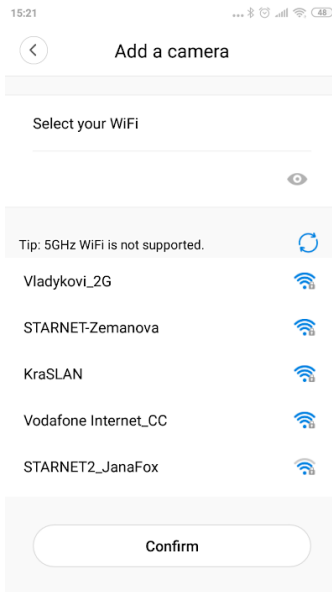 15:21
... 48
Add a camera
Select your WiFi
Tip: 5GHz WiFi is not supported.
Vladykovi_2G
STARNET-Zemanova
KraSLAN
Vodafone Internet_CC
STARNET2_JanaFox
Confirm